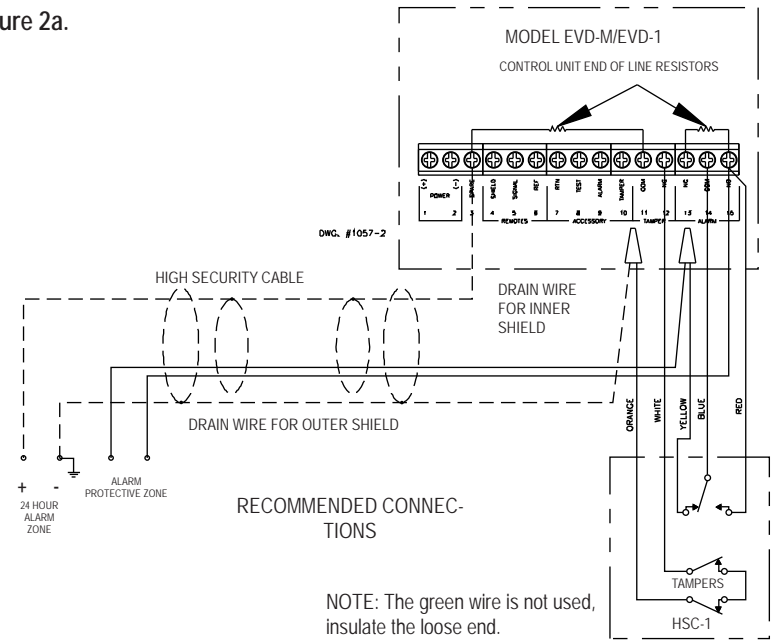 ure 2a.
MODEL EVD-M/EVD-1
CONTROL UNIT END OF LINE RESISTORS
(+) (-) SPARE SHIELD SIGNAL REF RTN TEST ALARM TAMPER COM NC NC COM NO
POWER
1 2 3 4 5 6 7 8 9 10 11 12 13 14 15
REMOTES ACCESSORY TAMPER ALARM
DWG. #1057-2
HIGH SECURITY CABLE
DRAIN WIRE
FOR INNER
SHIELD
DRAIN WIRE FOR OUTER SHIELD
ORANGE
WHITE
YELLOW
BLUE
RED
+ -
24 HOUR
ALARM
ZONE
ALARM
PROTECTIVE ZONE
RECOMMENDED CONNEC-
TIONS
TAMPERS
HSC-1
NOTE: The green wire is not used,
insulate the loose end.